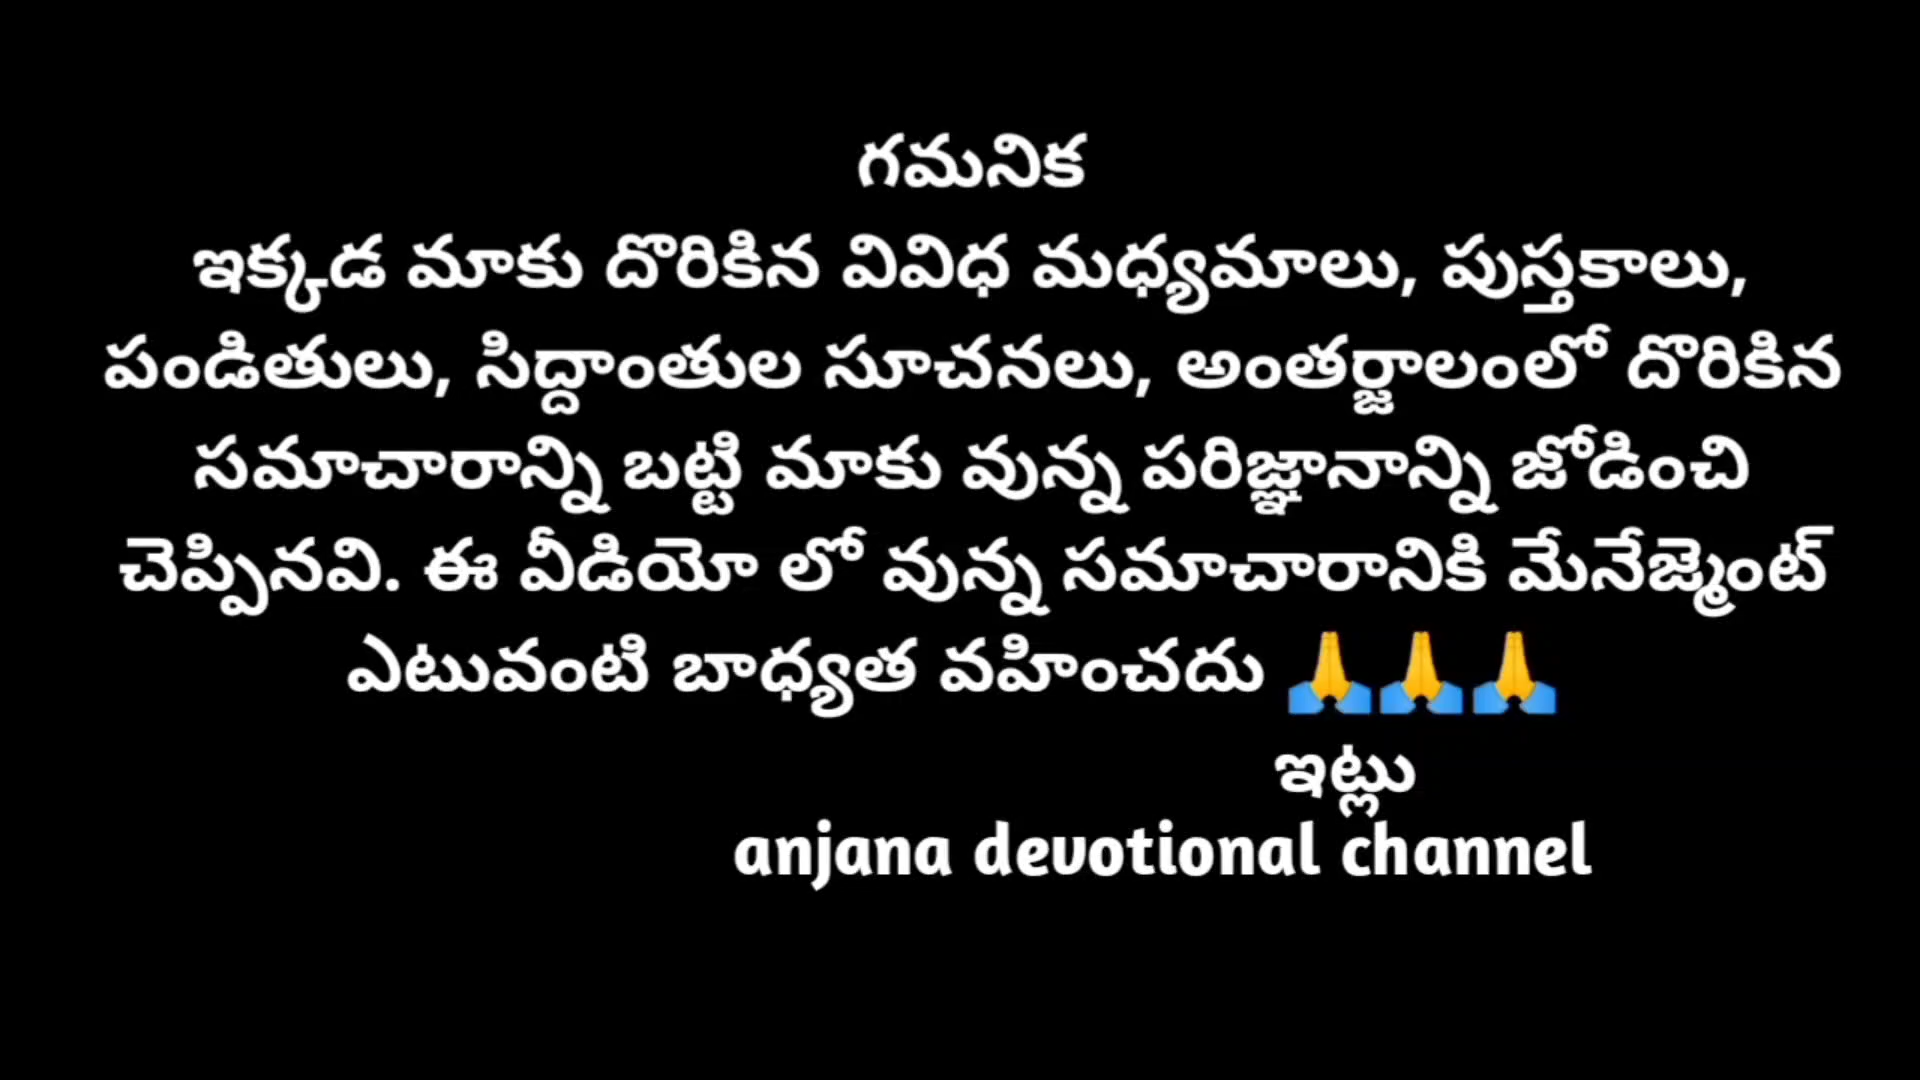 గమనిక
ఇక్కడ మాకు దొరికిన వివిధ మధ్యమాలు, పుస్తకాలు,
పండితులు, సిద్దాంతుల సూచనలు, అంతర్జాలంలో దొరికిన
సమాచారాన్ని బట్టి మాకు వున్న పరిజ్ఞానాన్ని జోడించి
చెప్పినవి. ఈ వీడియో లో వున్న సమాచారానికి మేనేజ్మెంట్
ఎటువంటి బాధ్యత వహించదు 🙏🙏🙏
ఇట్లు
anjana devotional channel